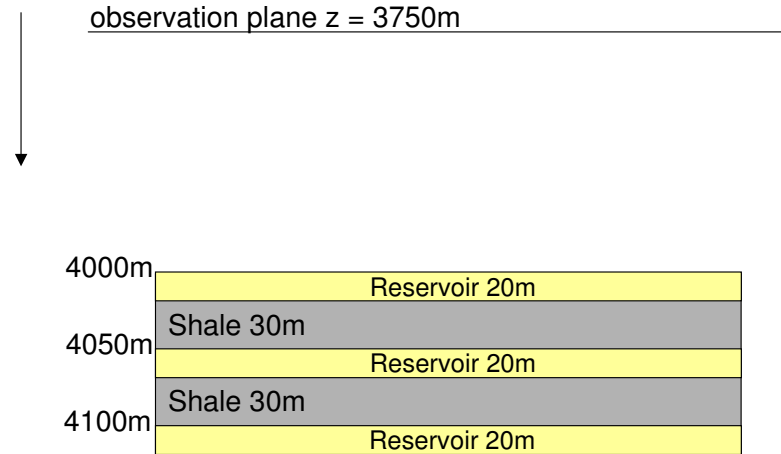 observation plane z = 3750m
4000m
Reservoir 20m
Shale 30m
4050m
Reservoir 20m
Shale 30m
4100m
Reservoir 20m